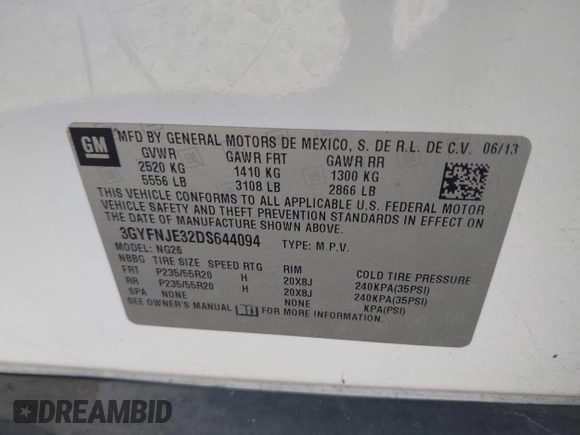 GM MFD BY GENERAL MOTORS DE MEXICO, S. DE R.L. DE C.V. 06/13
GVWR GAWR FRT GAWR RR
2520 KG 1410 KG 1300 KG
5556 LB 3108 LB 2866 LB
THIS VEHICLE CONFORMS TO ALL APPLICABLE U.S. FEDERAL MOTOR
VEHICLE SAFETY, BUMPER, AND THEFT PREVENTION STANDARDS IN EFFECT ON
THE DATE OF MANUFACTURE SHOWN ABOVE.
3GYFNJE32DS644094 TYPE: M.P.V.
MODEL: NG26
NBBG TIRE SIZE SPEED RTG RIM COLD TIRE PRESSURE
FRT P235/55R20 H 20X8J 240KPA(35PSI)
RR P235/55R20 H 20X8J 240KPA(35PSI)
SPA NONE NONE KPA(PSI)
SEE OWNER'S MANUAL FOR MORE INFORMATION.
DREAMBID